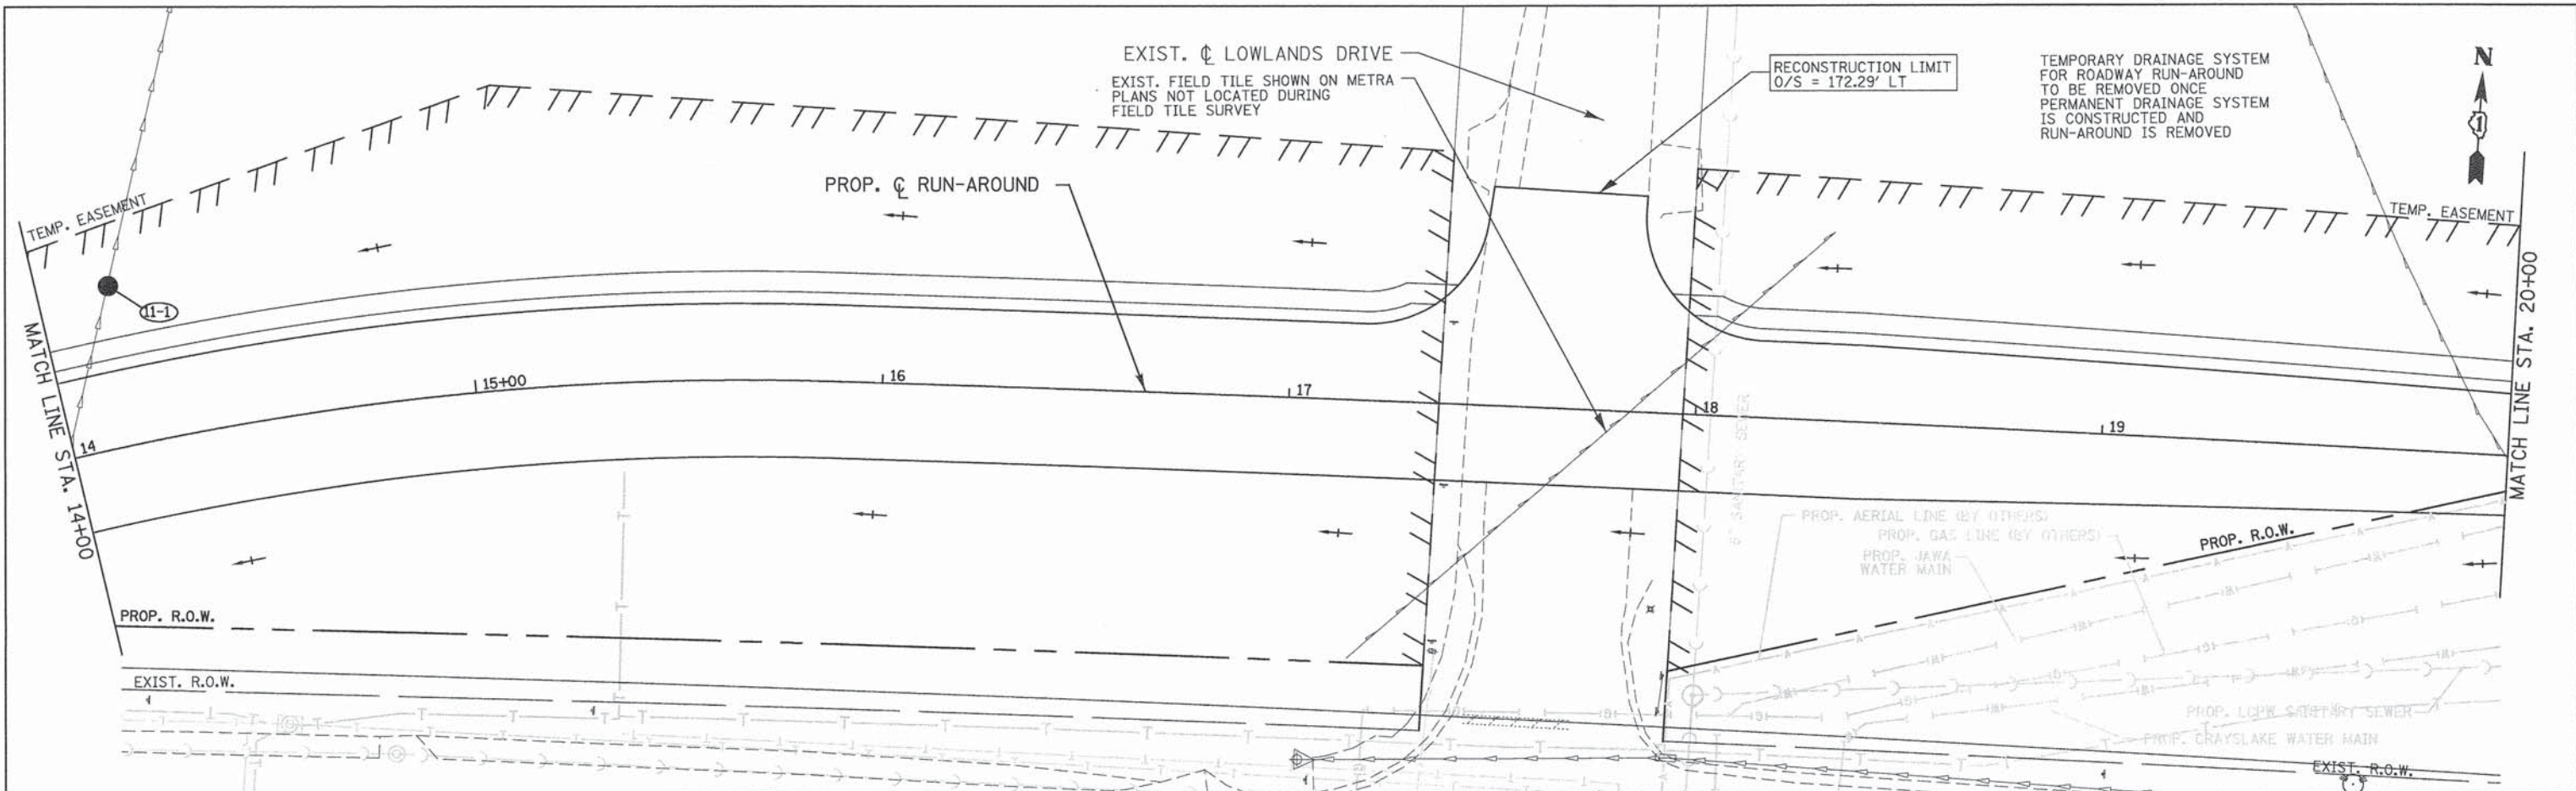 EXIST. ℄ LOWLANDS DRIVE
EXIST. FIELD TILE SHOWN ON METRA
PLANS NOT LOCATED DURING
FIELD TILE SURVEY
RECONSTRUCTION LIMIT
O/S = 172.29' LT
TEMPORARY DRAINAGE SYSTEM
FOR ROADWAY RUN-AROUND
TO BE REMOVED ONCE
PERMANENT DRAINAGE SYSTEM
IS CONSTRUCTED AND
RUN-AROUND IS REMOVED
N
PROP. ℄ RUN-AROUND
TEMP. EASEMENT
TEMP. EASEMENT
11-1
MATCH LINE STA. 14+00
MATCH LINE STA. 20+00
14
15+00
16
17
18
19
6" SANITARY SEWER
PROP. AERIAL LINE (BY OTHERS)
PROP. GAS LINE (BY OTHERS)
PROP. JAWA
WATER MAIN
PROP. R.O.W.
PROP. R.O.W.
EXIST. R.O.W.
PROP. LCPW SANITARY SEWER
PROP. GRAYSLAKE WATER MAIN
EXIST. R.O.W.